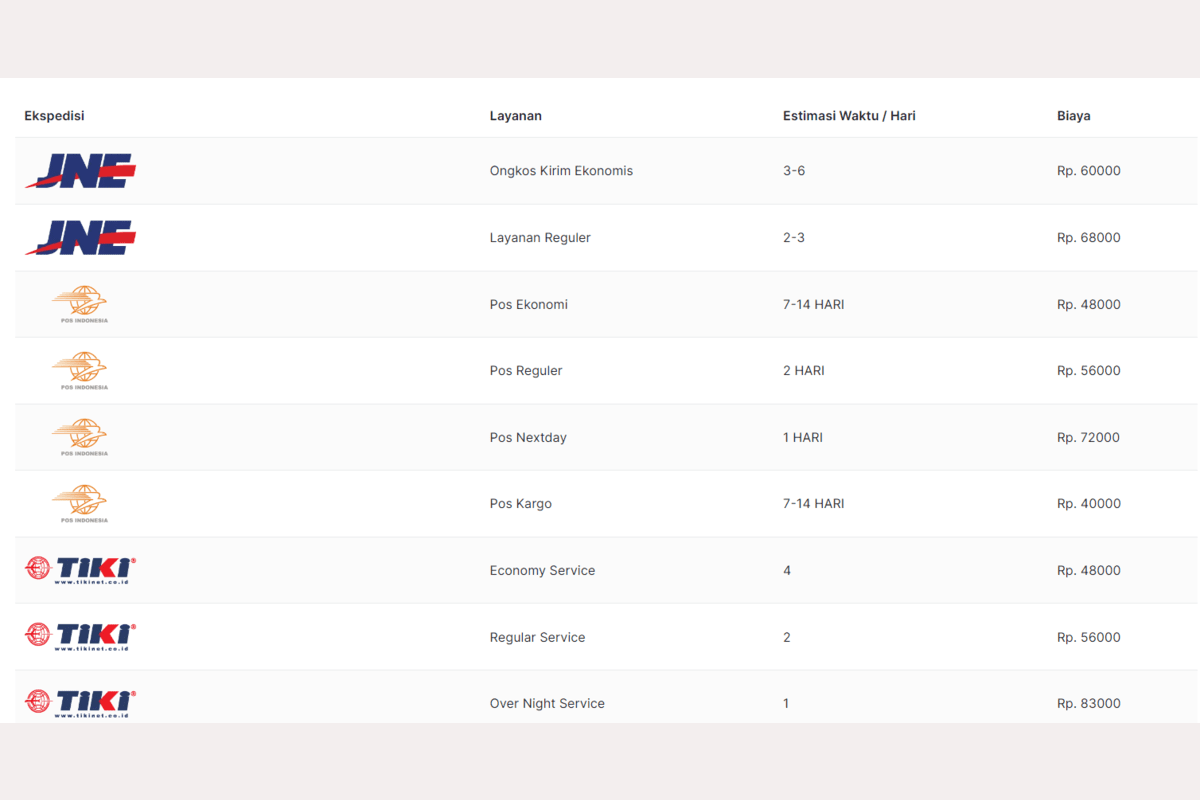 Ekspedisi Layanan Estimasi Waktu / Hari Biaya
JNE Ongkos Kirim Ekonomis 3-6 Rp. 60000
JNE Layanan Reguler 2-3 Rp. 68000
Pos Ekonomi 7-14 HARI Rp. 48000
POS INDONESIA
Pos Reguler 2 HARI Rp. 56000
POS INDONESIA
Pos Nextday 1 HARI Rp. 72000
POS INDONESIA
Pos Kargo 7-14 HARI Rp. 40000
POS INDONESIA
TIKI® Economy Service 4 Rp. 48000
www.tikinet.co.id
TIKI® Regular Service 2 Rp. 56000
www.tikinet.co.id
TIKI® Over Night Service 1 Rp. 83000
www.tikinet.co.id